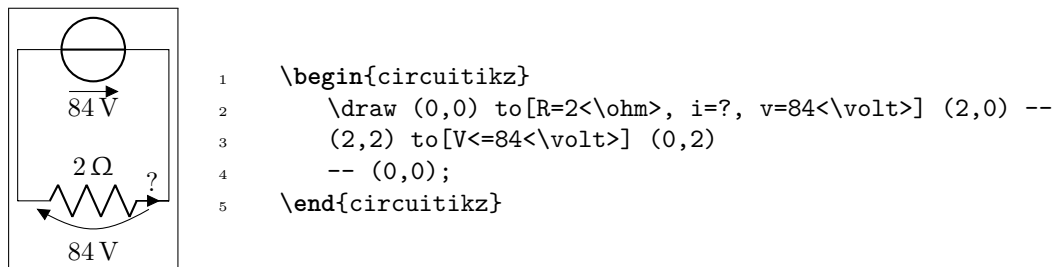 84 V
2 Ω
?
84 V
1 \begin{circuitikz}
2 \draw (0,0) to[R=2<\ohm>, i=?, v=84<\volt>] (2,0) --
3 (2,2) to[V<=84<\volt>] (0,2)
4 -- (0,0);
5 \end{circuitikz}